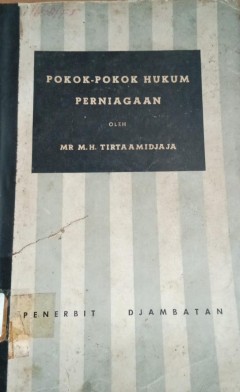 POKOK-POKOK HUKUM
PERNIAGAAN
OLEH
MR M.H. TIRTAAMIDJAJA
PENERBIT DJAMBATAN